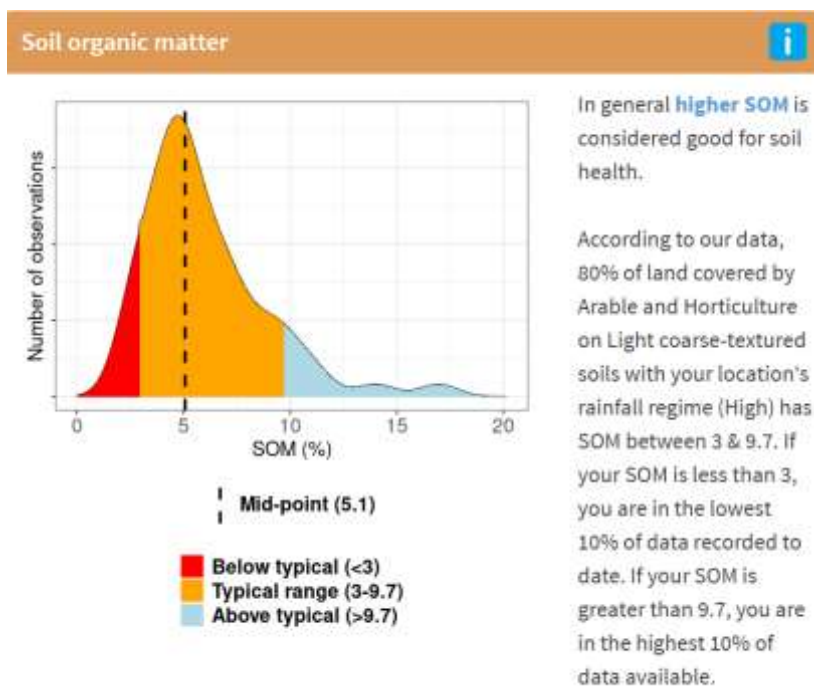 Soil organic matter
i
Number of observations
0 5 10 15 20
SOM (%)
Mid-point (5.1)
Below typical (<3)
Typical range (3-9.7)
Above typical (>9.7)
In general higher SOM is
considered good for soil
health.
According to our data,
80% of land covered by
Arable and Horticulture
on Light coarse-textured
soils with your location's
rainfall regime (High) has
SOM between 3 & 9.7. If
your SOM is less than 3,
you are in the lowest
10% of data recorded to
date. If your SOM is
greater than 9.7, you are
in the highest 10% of
data available.